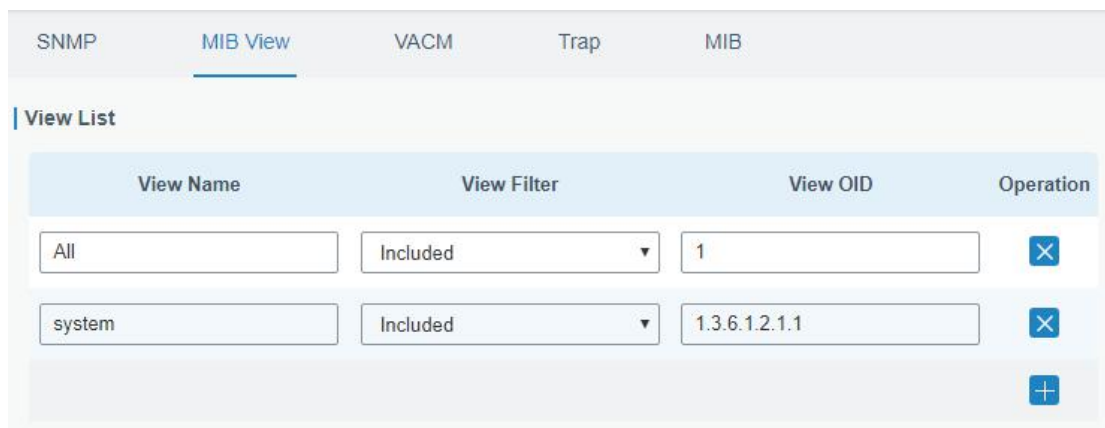 SNMP MIB View VACM Trap MIB
View List
View Name View Filter View OID Operation
All Included 1
system Included 1.3.6.1.2.1.1